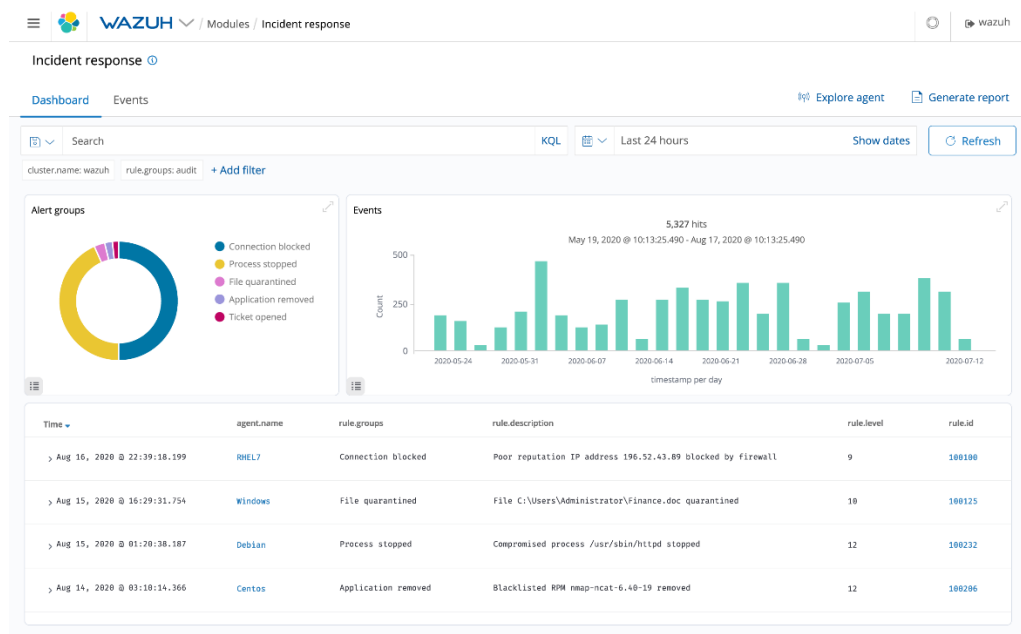 WAZUH / Modules / Incident response
wazuh
Incident response
Dashboard Events
Explore agent Generate report
Search KQL Last 24 hours Show dates Refresh
cluster.name: wazuh rule.groups: audit + Add filter
Alert groups
Connection blocked
Process stopped
File quarantined
Application removed
Ticket opened
Events
5,327 hits
May 19, 2020 @ 10:13:25.490 - Aug 17, 2020 @ 10:13:25.490
Count
500
250
0
2020-05-24 2020-05-31 2020-06-07 2020-06-14 2020-06-21 2020-06-28 2020-07-05 2020-07-12
timestamp per day
Time agent.name rule.groups rule.description rule.level rule.id
Aug 16, 2020 @ 22:39:18.199 RHEL7 Connection blocked Poor reputation IP address 196.52.43.89 blocked by firewall 9 100100
Aug 15, 2020 @ 16:29:31.754 Windows File quarantined File C:\Users\Administrator\Finance.doc quarantined 10 100125
Aug 15, 2020 @ 01:20:38.187 Debian Process stopped Compromised process /usr/sbin/httpd stopped 12 100232
Aug 14, 2020 @ 03:10:14.366 Centos Application removed Blacklisted RPM nmap-ncat-6.40-19 removed 12 100206